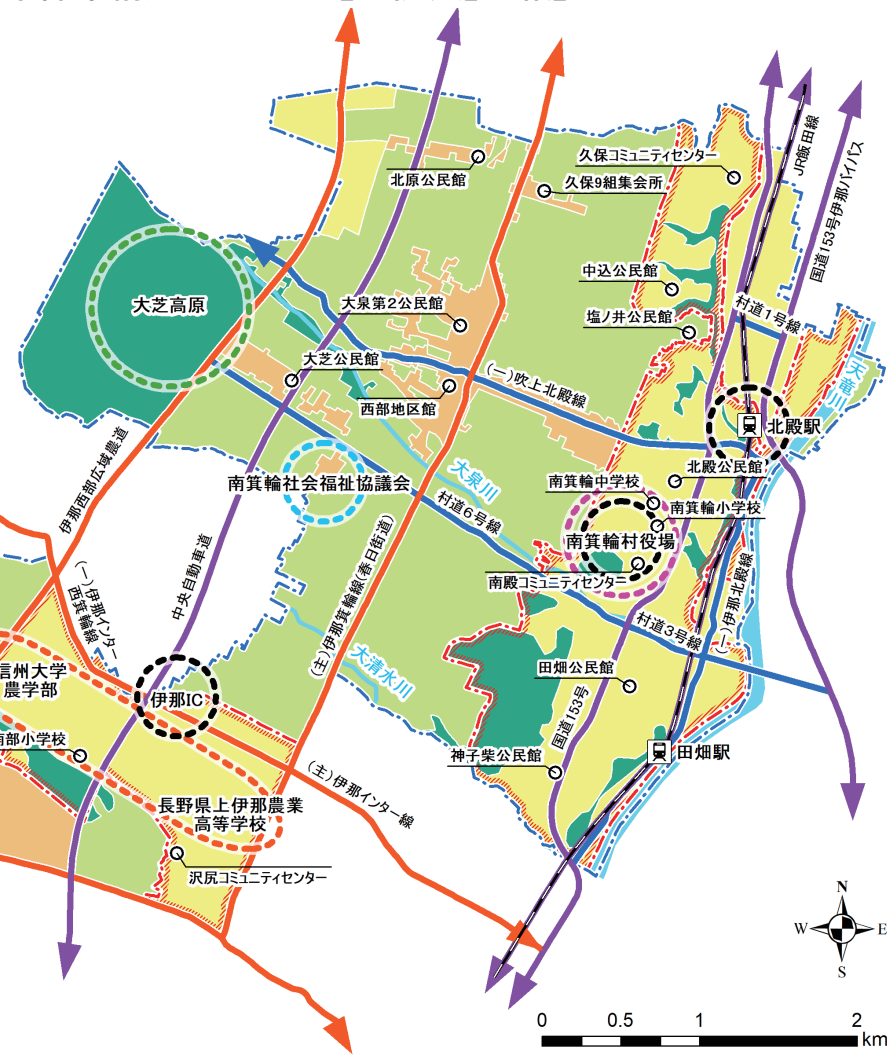 JR飯田線
国道153号伊那バイパス
久保コミュニティセンター
北原公民館
久保9組集会所
中込公民館
大芝高原
大泉第2公民館
塩ノ井公民館
村道1号線
大芝公民館
(一)吹上北殿線
天竜川
西部地区館
北殿駅
伊那西部広域農道
大泉川
北殿公民館
南箕輪社会福祉協議会
南箕輪中学校
村道6号線
南箕輪小学校
南箕輪村役場
中央自動車道
(主)伊那箕輪線(春日街道)
南殿コミュニティセンター
(一)伊那インター
西箕輪線
(一)伊那北殿線
村道3号線
大清水川
田畑公民館
信州大学
農学部
伊那IC
国道153号
南部小学校
神子柴公民館
田畑駅
長野県上伊那農業
高等学校
(主)伊那インター線
沢尻コミュニティセンター
N
W
E
S
0
0.5
1
2
km